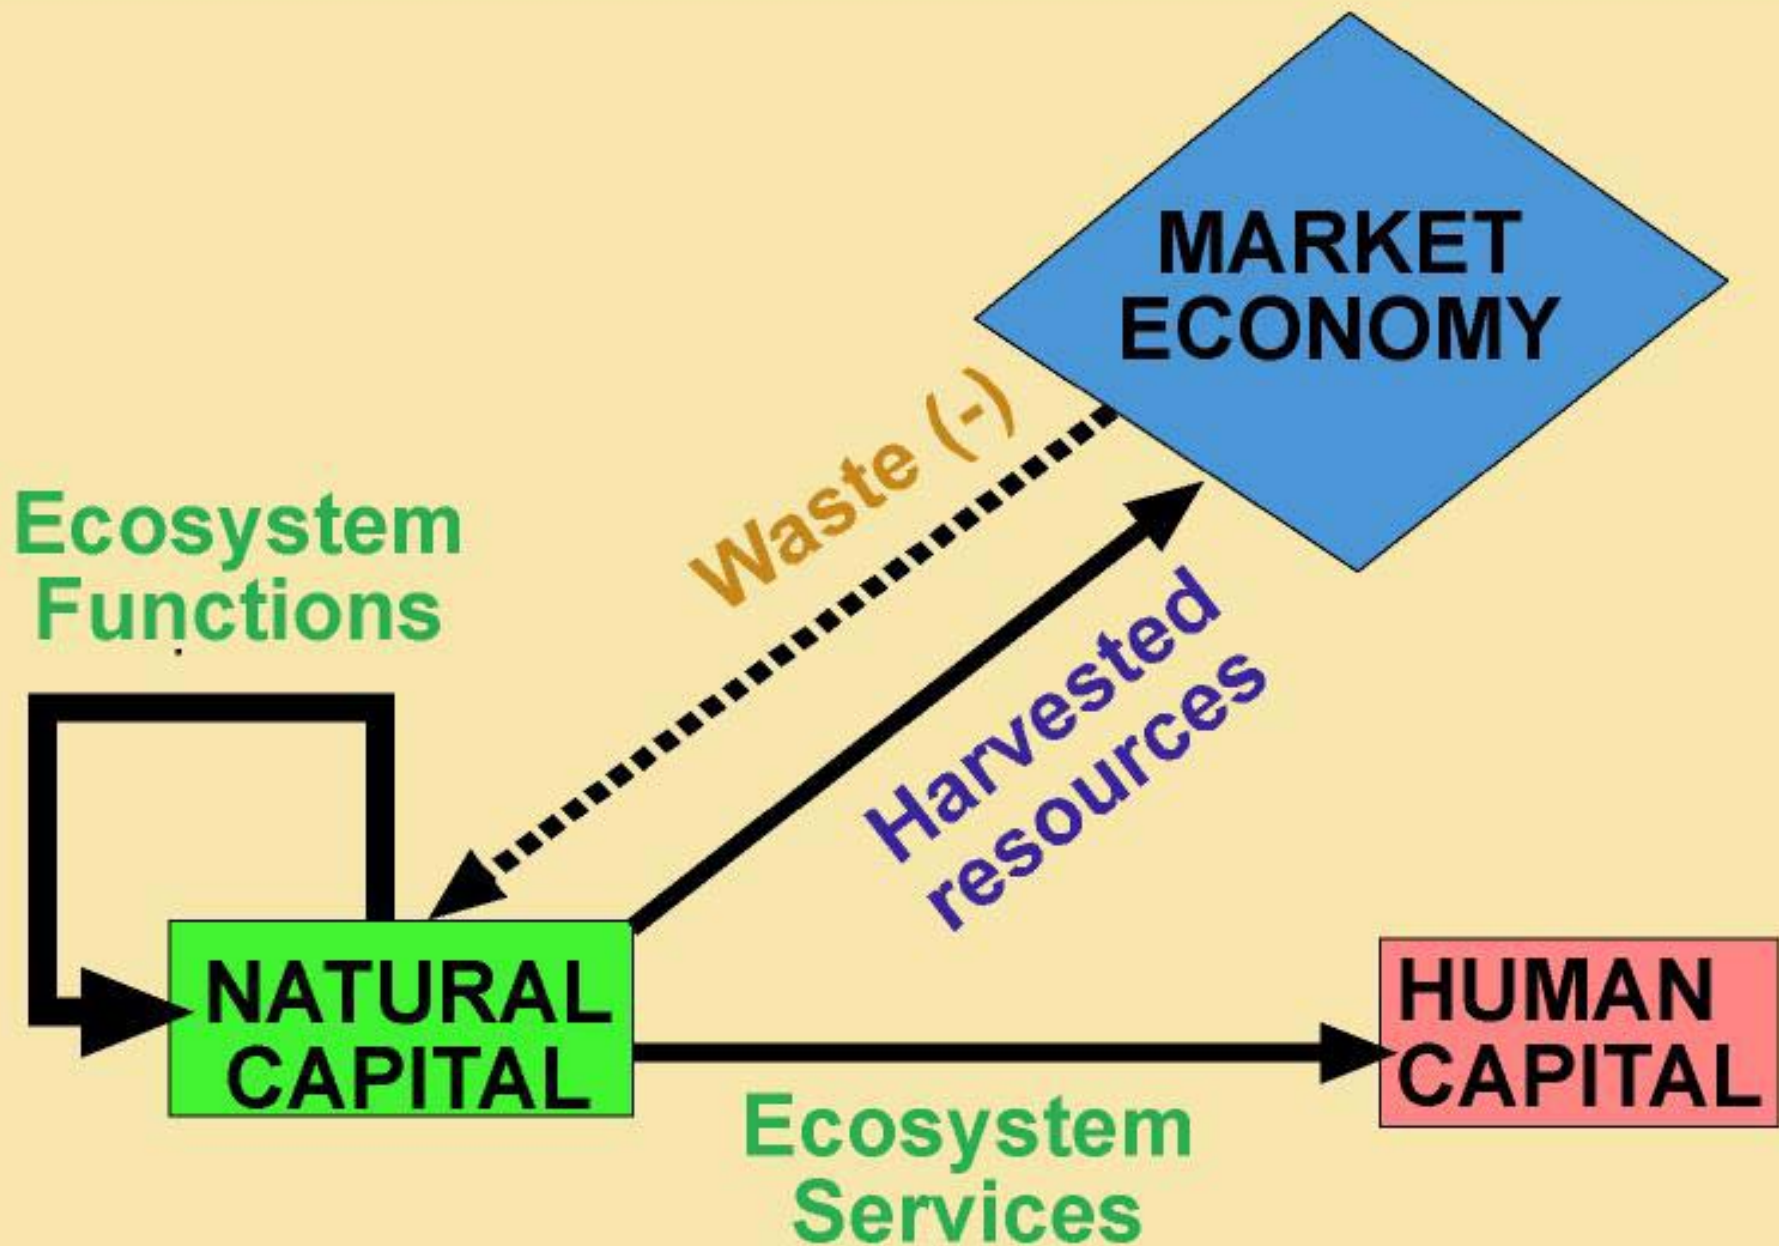 MARKET
ECONOMY
Waste (-)
Ecosystem
Functions
Harvested
resources
NATURAL
CAPITAL
HUMAN
CAPITAL
Ecosystem
Services